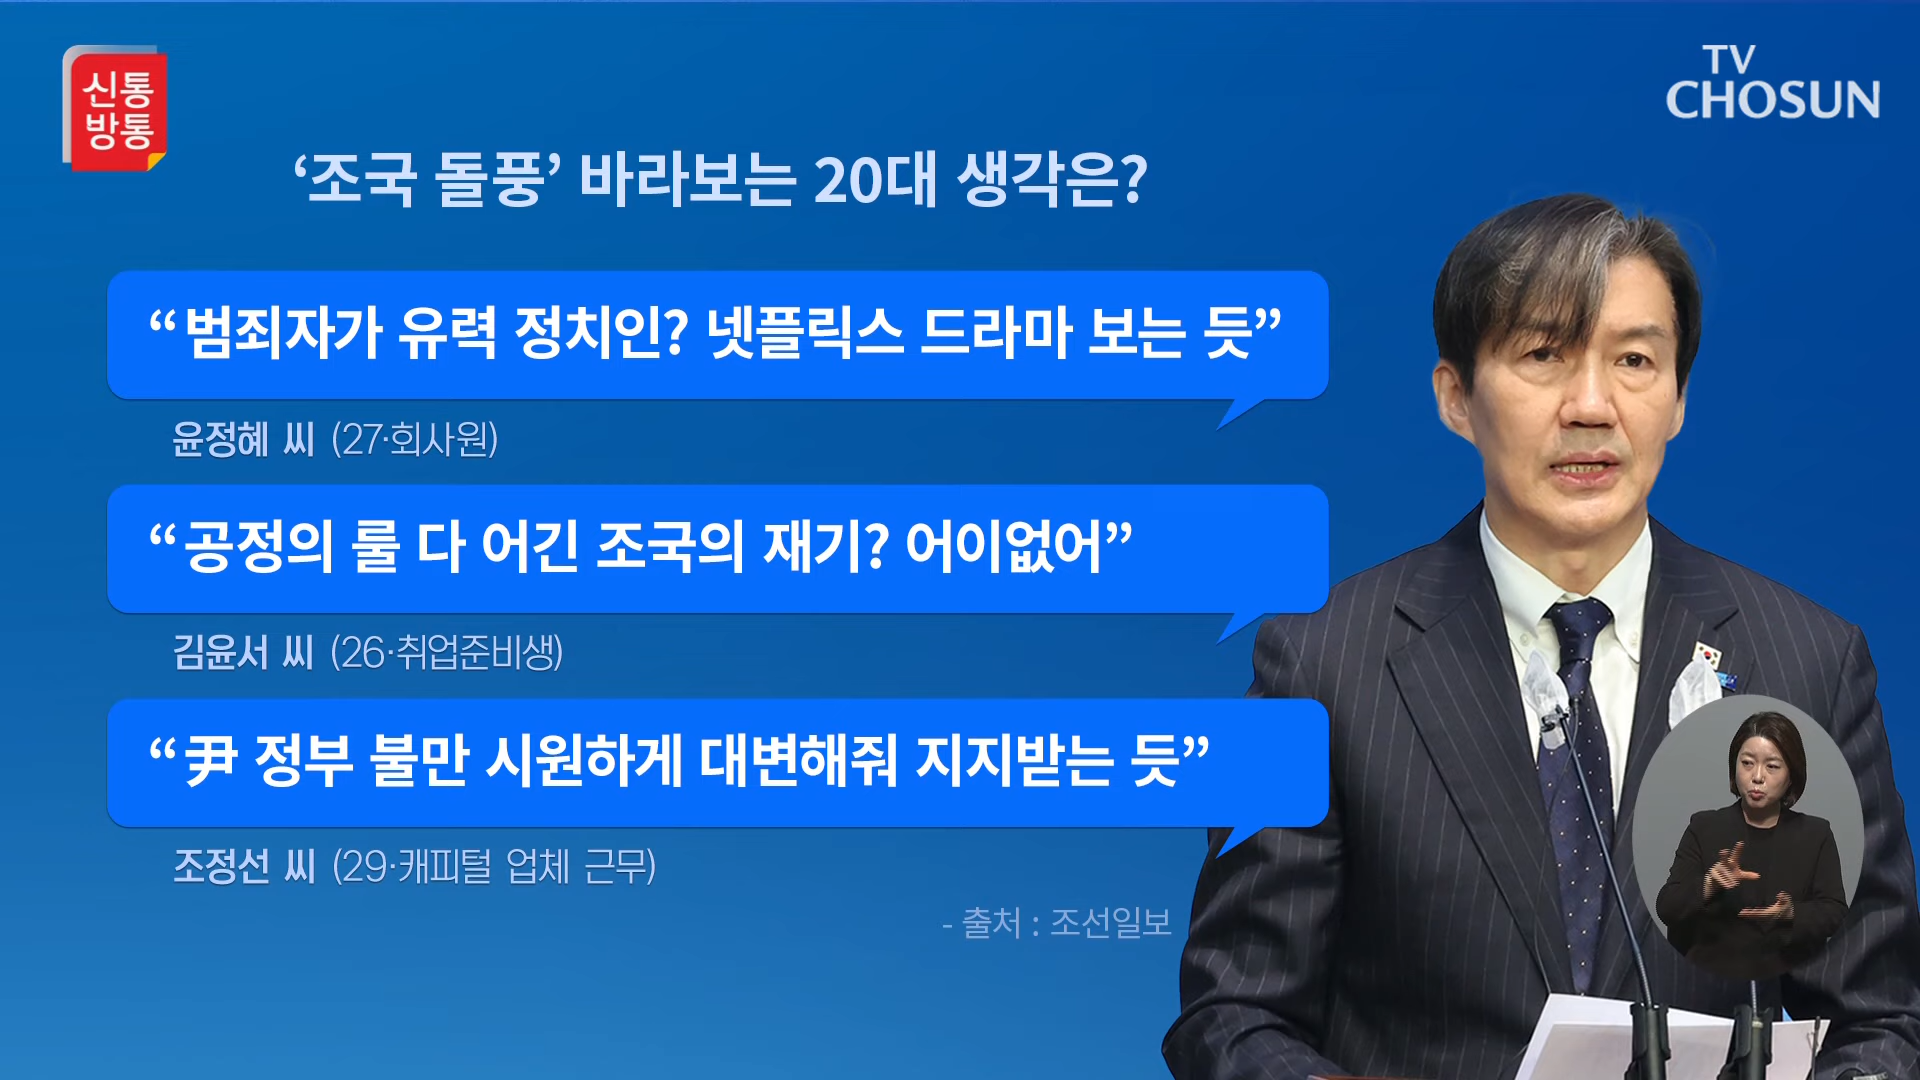 신통
방통
TV
CHOSUN
‘조국 돌풍’ 바라보는 20대 생각은?
“범죄자가 유력 정치인? 넷플릭스 드라마 보는 듯”
윤정혜 씨 (27·회사원)
“공정의 룰 다 어긴 조국의 재기? 어이없어”
김윤서 씨 (26·취업준비생)
“尹 정부 불만 시원하게 대변해줘 지지받는 듯”
조정선 씨 (29·캐피털 업체 근무)
- 출처 : 조선일보